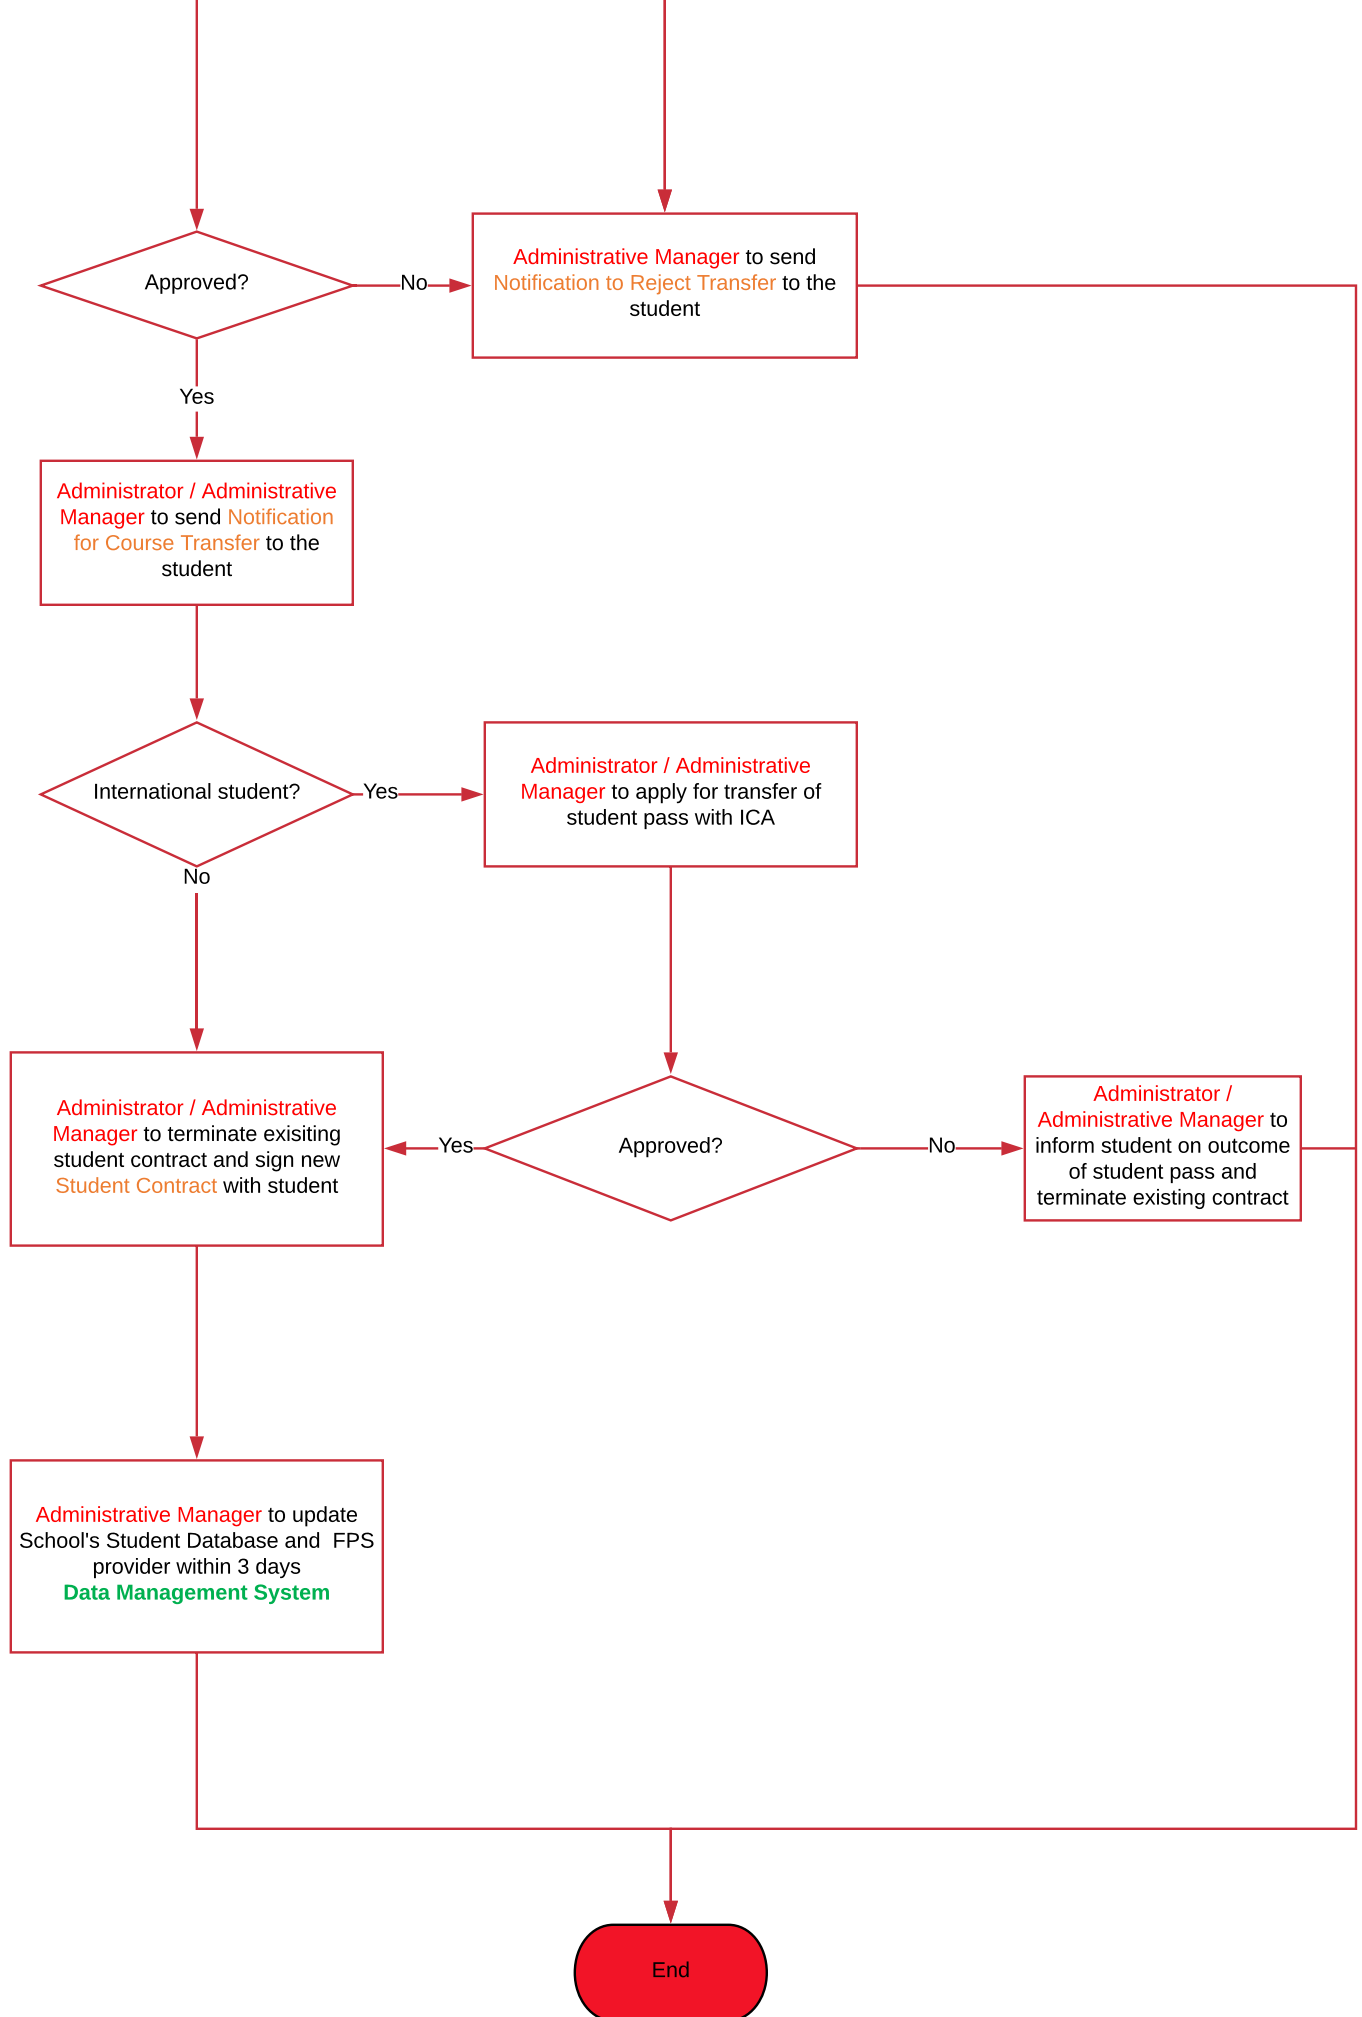 Approved?
No
Administrative Manager to send
Notification to Reject Transfer to the
student
Yes
Administrator / Administrative
Manager to send Notification
for Course Transfer to the
student
International student?
Yes
Administrator / Administrative
Manager to apply for transfer of
student pass with ICA
No
Administrator / Administrative
Manager to terminate exisiting
student contract and sign new
Student Contract with student
Yes
Approved?
No
Administrator /
Administrative Manager to
inform student on outcome
of student pass and
terminate existing contract
Administrative Manager to update
School's Student Database and  FPS
provider within 3 days
Data Management System
End